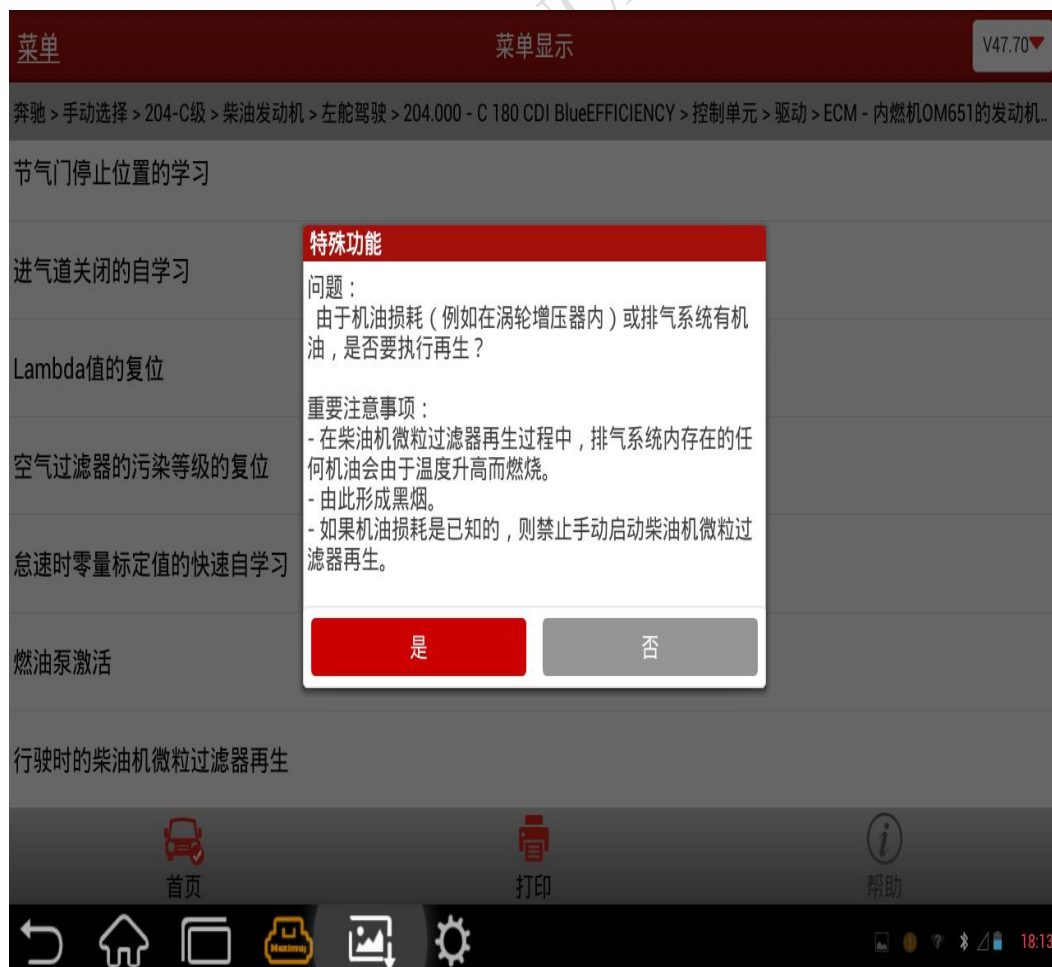 菜单
菜单显示
V47.70
奔驰 > 手动选择 > 204-C级 > 柴油发动机 > 左舵驾驶 > 204.000 - C 180 CDI BlueEFFICIENCY > 控制单元 > 驱动 > ECM - 内燃机OM651的发动机..
节气门停止位置的学习
进气道关闭的自学习
Lambda值的复位
空气过滤器的污染等级的复位
怠速时零量标定值的快速自学习
燃油泵激活
行驶时的柴油机微粒过滤器再生
特殊功能
问题：
由于机油损耗（例如在涡轮增压器内）或排气系统有机
油，是否要执行再生？
重要注意事项：
- 在柴油机微粒过滤器再生过程中，排气系统内存在的任
何机油会由于温度升高而燃烧。
- 由此形成黑烟。
- 如果机油损耗是已知的，则禁止手动启动柴油机微粒过
滤器再生。
是
否
首页
打印
帮助
18:13